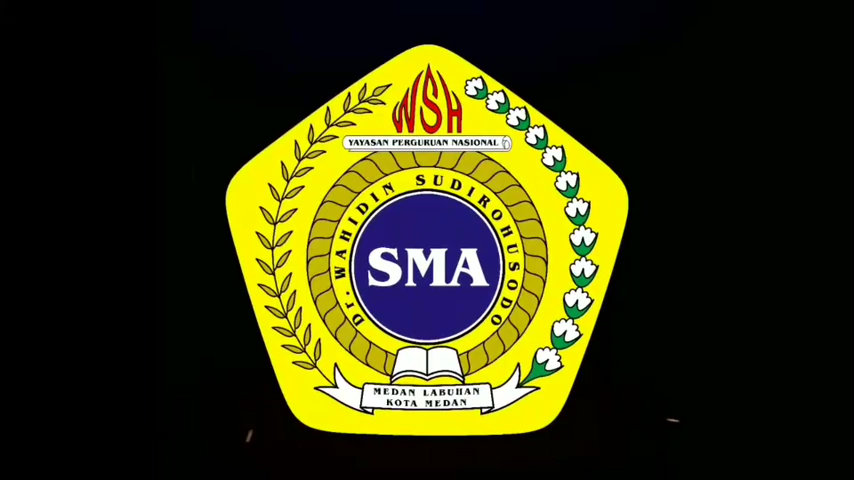 WSH
YAYASAN PERGURUAN NASIONAL
Dr. WAHIDIN SUDIROHUSODO
SMA
MEDAN LABUHAN
KOTA MEDAN